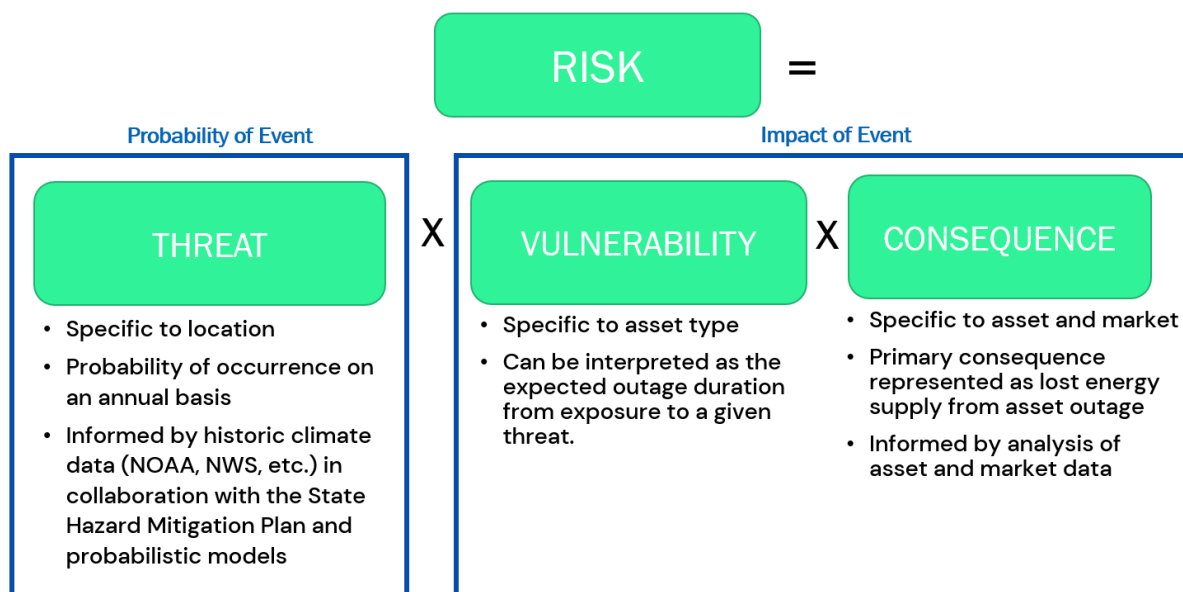 RISK =
Probability of Event
Impact of Event
THREAT
X
VULNERABILITY
X
CONSEQUENCE
• Specific to location
• Probability of occurrence on
an annual basis
• Informed by historic climate
data (NOAA, NWS, etc.) in
collaboration with the State
Hazard Mitigation Plan and
probabilistic models
• Specific to asset type
• Can be interpreted as the
expected outage duration
from exposure to a given
threat.
• Specific to asset and market
• Primary consequence
represented as lost energy
supply from asset outage
• Informed by analysis of
asset and market data